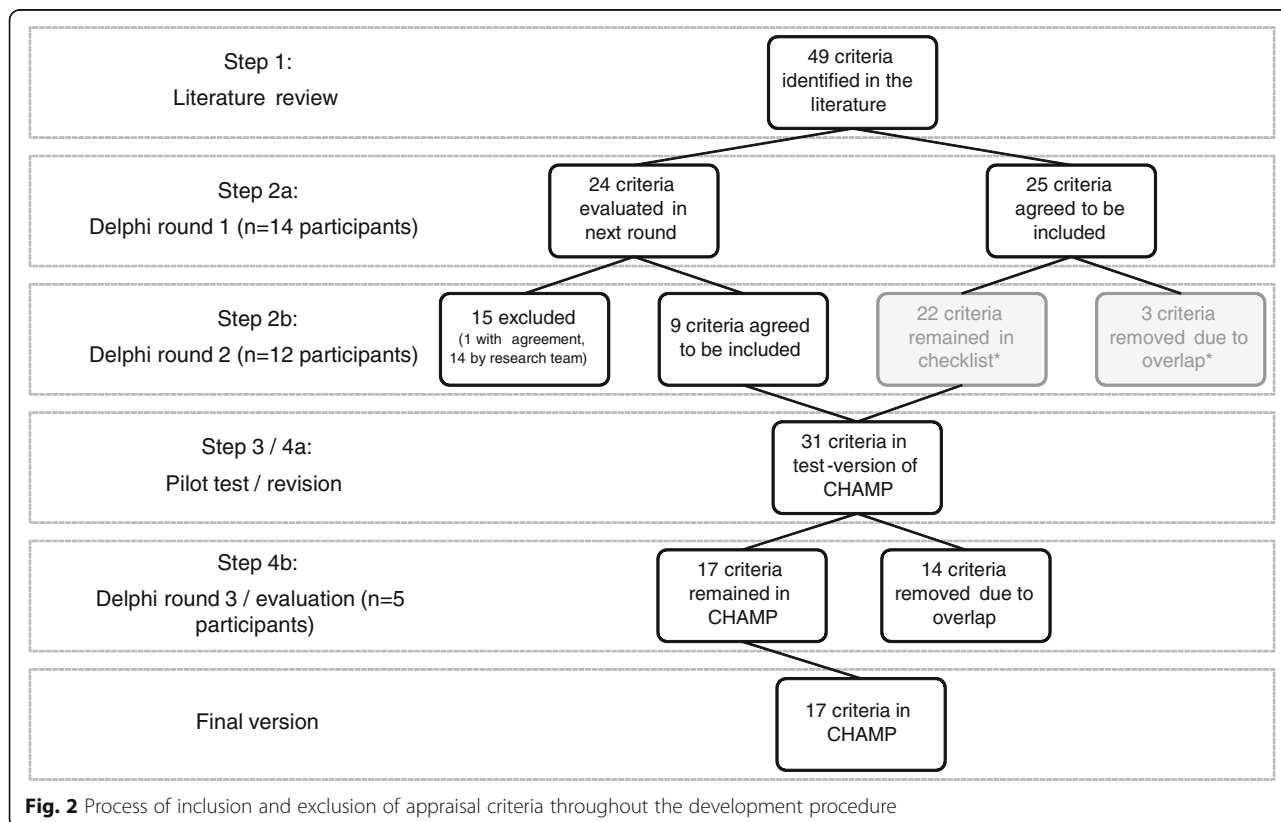 Step 1:
Literature review
49 criteria
identified in the
literature
Step 2a:
Delphi round 1 (n=14 participants)
24 criteria
evaluated in
next round
25 criteria
agreed to be
included
Step 2b:
Delphi round 2 (n=12 participants)
15 excluded
(1 with agreement,
14 by research team)
9 criteria agreed
to be included
22 criteria
remained in
checklist*
3 criteria
removed due to
overlap*
Step 3 / 4a:
Pilot test / revision
31 criteria in
test-version of
CHAMP
Step 4b:
Delphi round 3 / evaluation (n=5
participants)
17 criteria
remained in
CHAMP
14 criteria
removed due to
overlap
Final version
17 criteria in
CHAMP
Fig. 2 Process of inclusion and exclusion of appraisal criteria throughout the development procedure